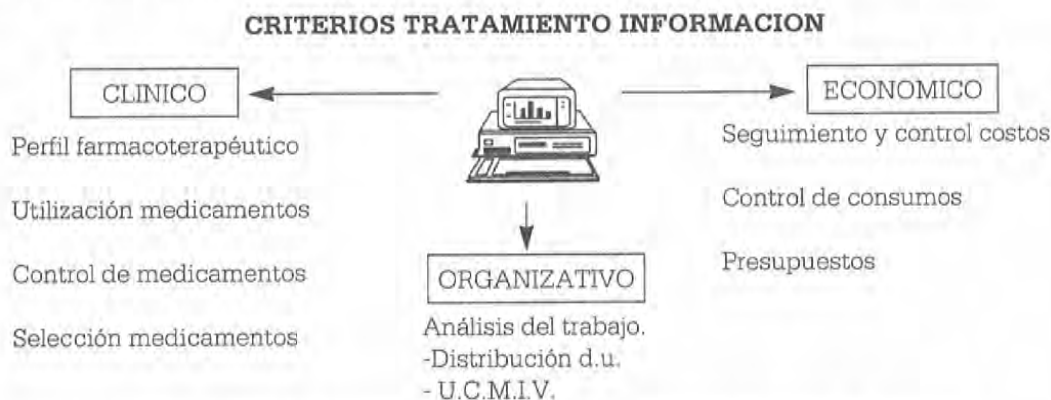 CRITERIOS TRATAMIENTO INFORMACION
CLINICO
Perfil farmacoterapéutico
Utilización medicamentos
Control de medicamentos
Selección medicamentos
ORGANIZATIVO
Análisis del trabajo.
-Distribución d.u.
- U.C.M.I.V.
ECONOMICO
Seguimiento y control costos
Control de consumos
Presupuestos